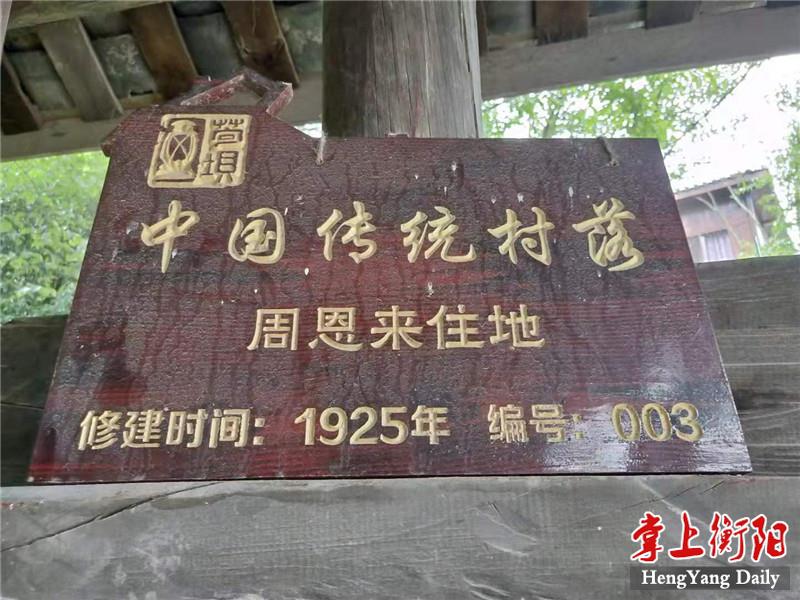 苟坝
中国传统村落
周恩来住地
修建时间：1925年 编号：003
掌上衡阳
HengYang Daily